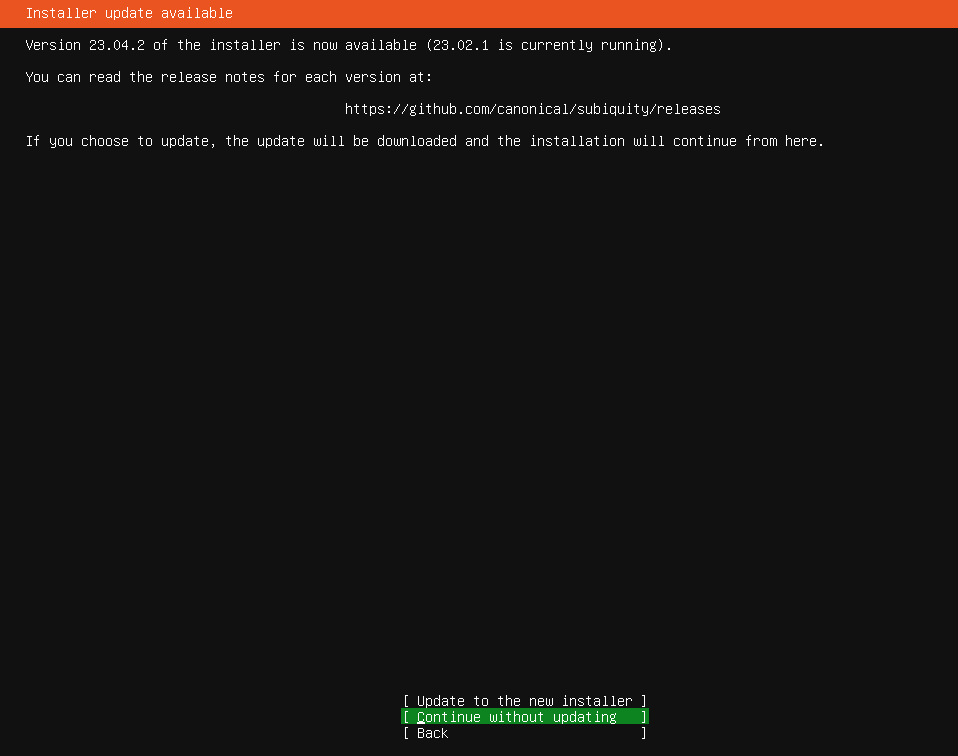 Installer update available
Version 23.04.2 of the installer is now available (23.02.1 is currently running).
You can read the release notes for each version at:
https://github.com/canonical/subiquity/releases
If you choose to update, the update will be downloaded and the installation will continue from here.
[ Update to the new installer ]
[ Continue without updating ]
[ Back ]